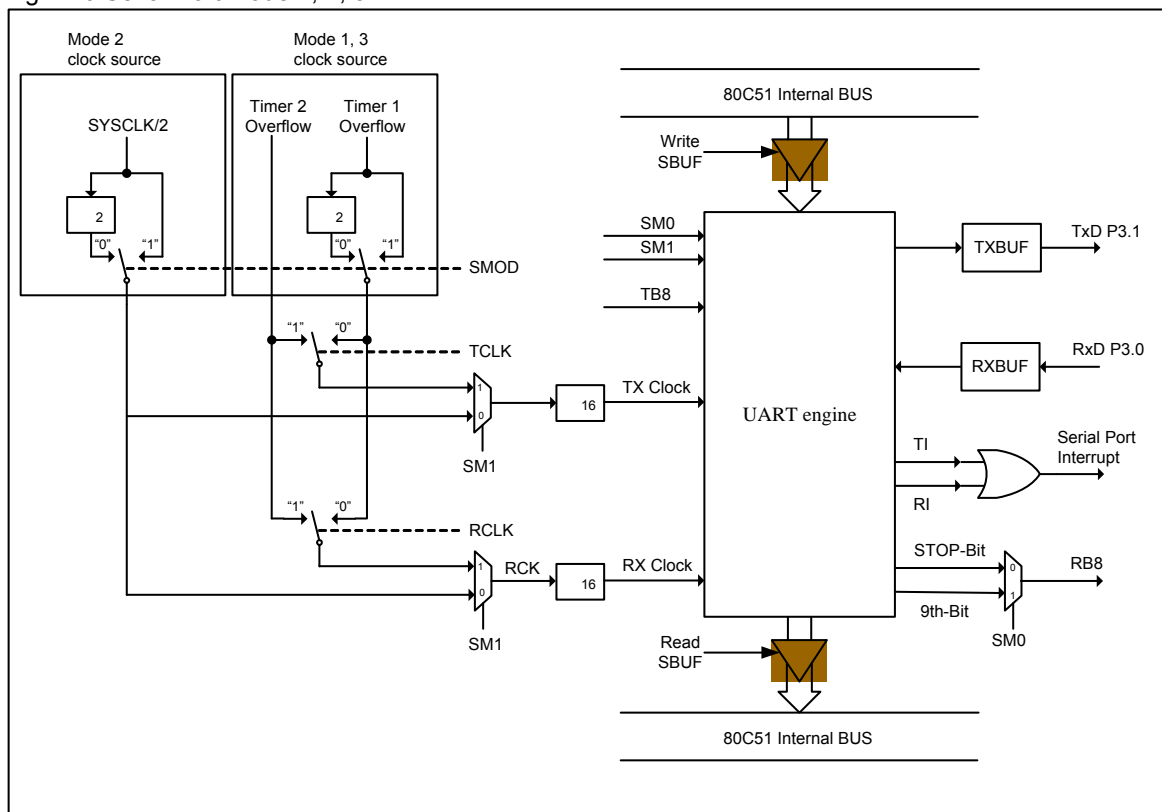 Mode 2
clock source
Mode 1, 3
clock source
SYSCLK/2
Timer 2
Overflow
Timer 1
Overflow
2
2
"0"
"1"
"0"
"1"
SMOD
"1"
"0"
TCLK
1
0
SM1
16
TX Clock
"1"
"0"
RCLK
1
0
SM1
RCK
16
RX Clock
80C51 Internal BUS
Write
SBUF
SM0
SM1
TB8
UART engine
TXBUF
TxD P3.1
RXBUF
RxD P3.0
TI
RI
Serial Port
Interrupt
STOP-Bit
9th-Bit
0
1
SM0
RB8
Read
SBUF
80C51 Internal BUS